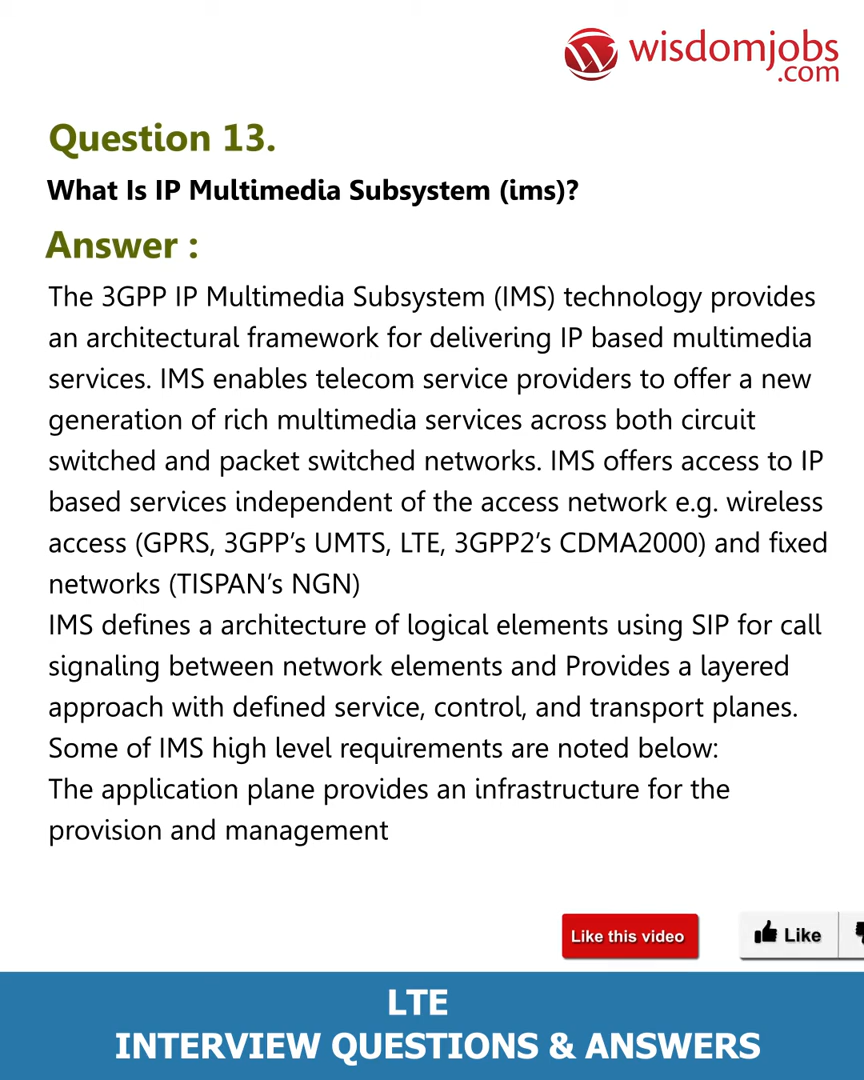 wisdomjobs
.com
Question 13.
What Is IP Multimedia Subsystem (ims)?
Answer :
The 3GPP IP Multimedia Subsystem (IMS) technology provides
an architectural framework for delivering IP based multimedia
services. IMS enables telecom service providers to offer a new
generation of rich multimedia services across both circuit
switched and packet switched networks. IMS offers access to IP
based services independent of the access network e.g. wireless
access (GPRS, 3GPP’s UMTS, LTE, 3GPP2’s CDMA2000) and fixed
networks (TISPAN’s NGN)
IMS defines a architecture of logical elements using SIP for call
signaling between network elements and Provides a layered
approach with defined service, control, and transport planes.
Some of IMS high level requirements are noted below:
The application plane provides an infrastructure for the
provision and management
Like this video
Like
LTE
INTERVIEW QUESTIONS & ANSWERS